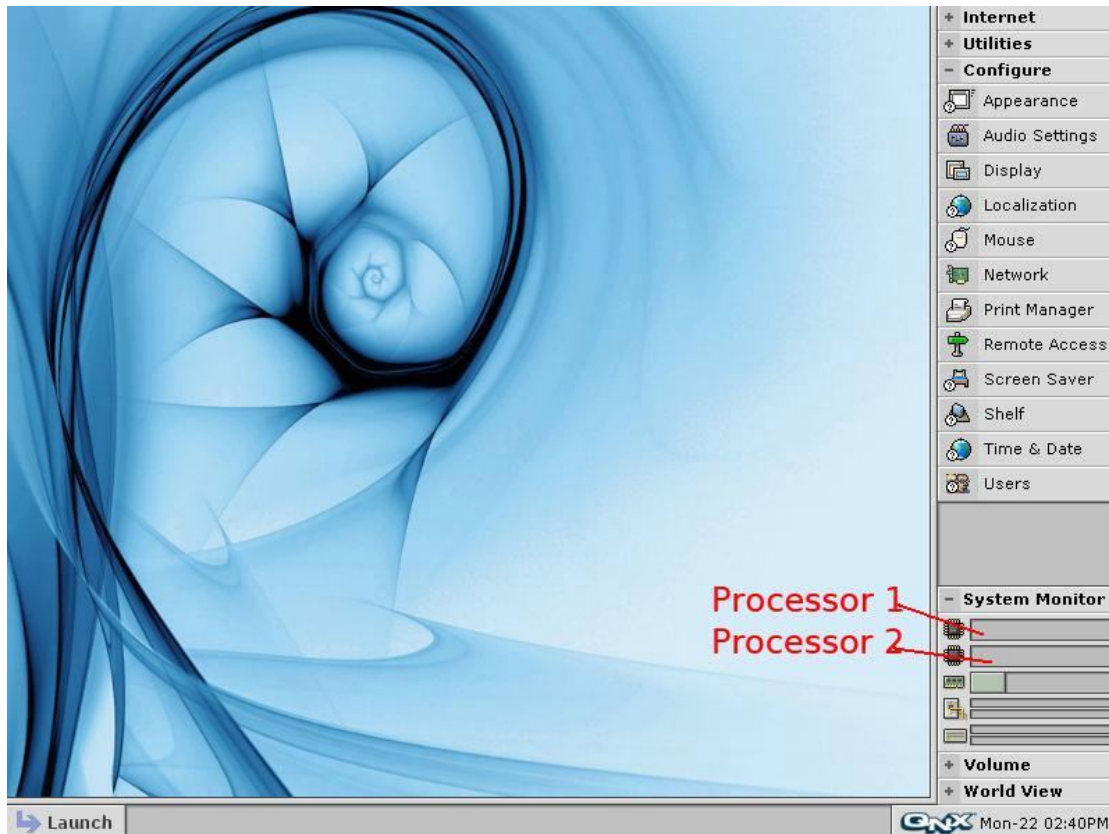 + Internet
+ Utilities
- Configure
Appearance
Audio Settings
Display
Localization
Mouse
Network
Print Manager
Remote Access
Screen Saver
Shelf
Time & Date
Users
Processor 1
- System Monitor
Processor 2
+ Volume
+ World View
Launch
QNX Mon-22 02:40PM